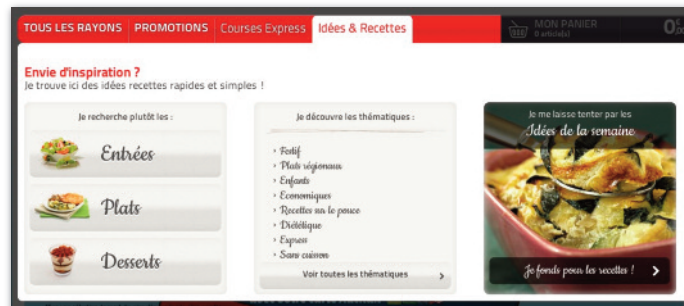 TOUS LES RAYONS PROMOTIONS Courses Express Idées & Recettes MON PANIER
0 article(s)
Envie d'inspiration ?
Je trouve ici des idées recettes rapides et simples !
Je recherche plutôt les :
Entrées
Plats
Desserts
Je découvre les thématiques :
› Festif
› Plats régionaux
› Enfants
› Economiques
› Recettes sur le pouce
› Diététique
› Express
› Sans cuisson
Voir toutes les thématiques >
Je me laisse tenter par les
Idées de la semaine
Je fonds pour les recettes ! >